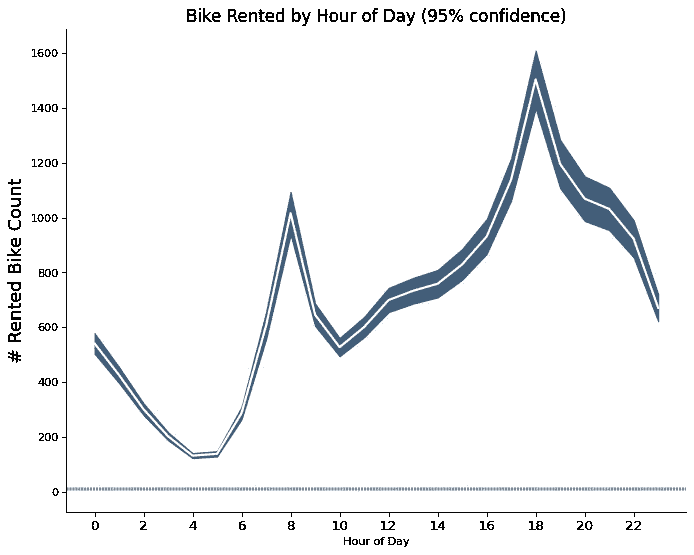 Bike Rented by Hour of Day (95% confidence)
# Rented Bike Count
1600
1400
1200
1000
800
600
400
200
0
0 2 4 6 8 10 12 14 16 18 20 22
Hour of Day